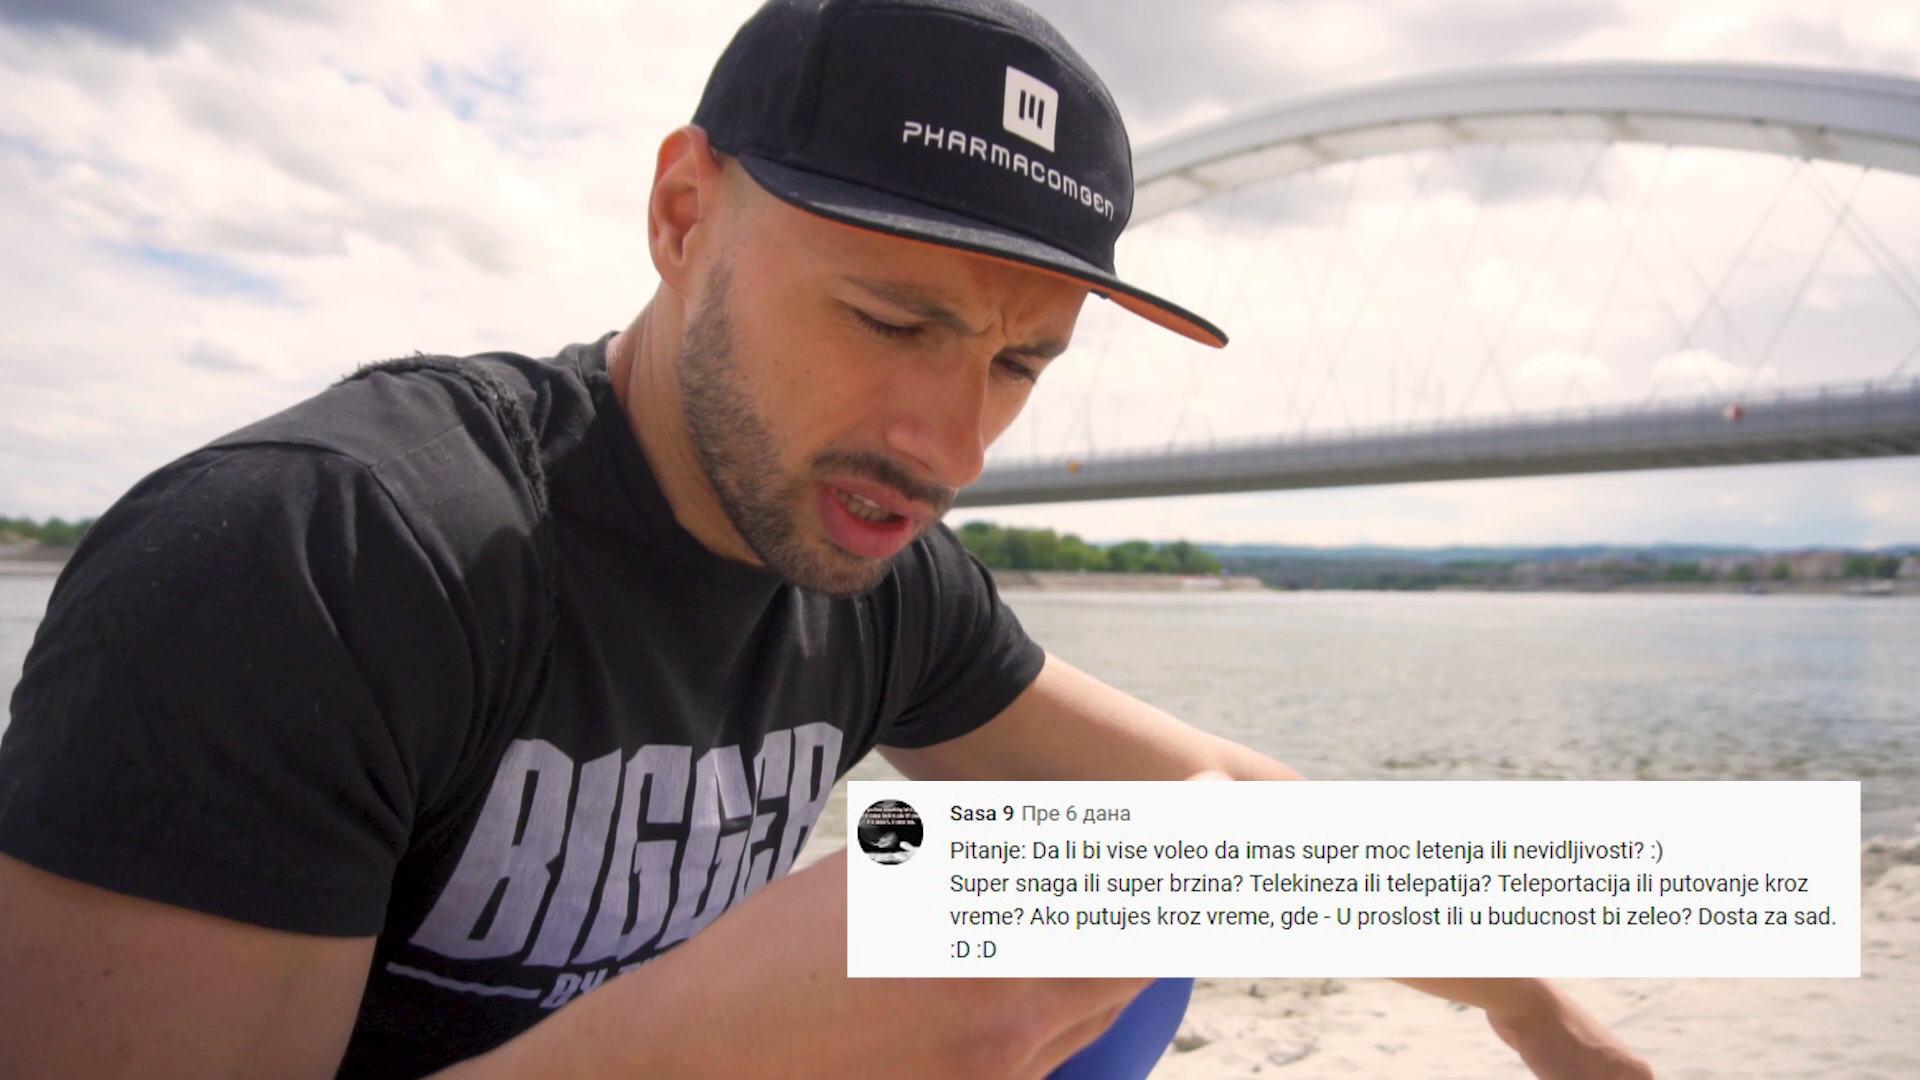 PHARMACOMGEN
BIGGER
Sasa 9 Пре 6 дана
Pitanje: Da li bi vise voleo da imas super moc letenja ili nevidljivosti? :)
Super snaga ili super brzina? Telekineza ili telepatija? Teleportacija ili putovanje kroz
vreme? Ako putujes kroz vreme, gde - U proslost ili u buducnost bi zeleo? Dosta za sad.
:D :D